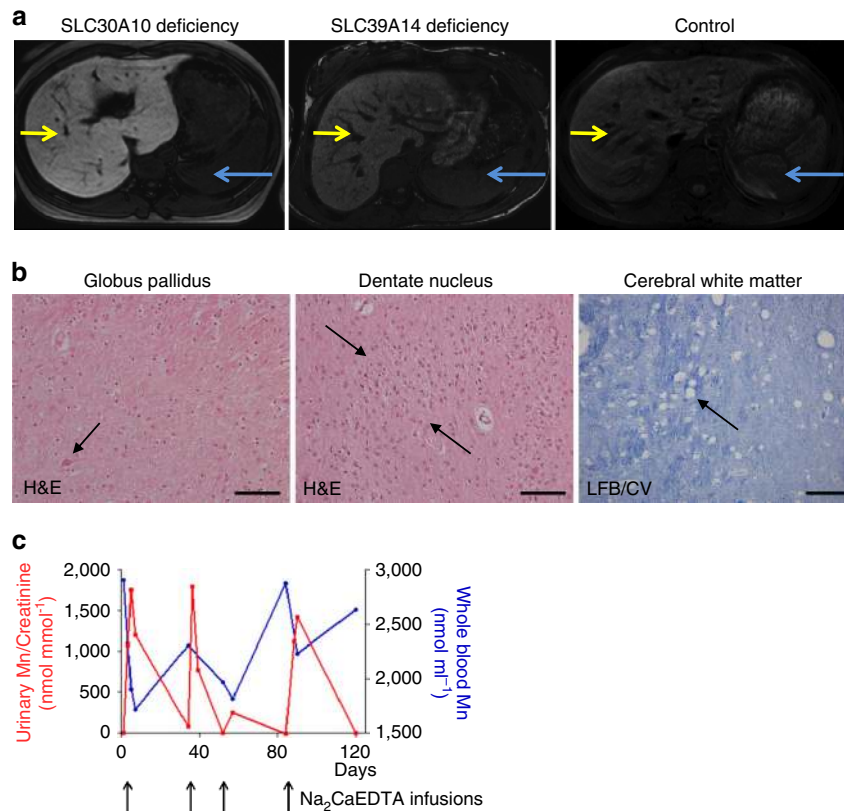 a
SLC30A10 deficiency SLC39A14 deficiency Control
b
Globus pallidus Dentate nucleus Cerebral white matter
H&E H&E LFB/CV
c
Urinary Mn/Creatinine
(nmol mmol⁻¹)
2,000
1,500
1,000
500
0
3,000
2,500
2,000
1,500
Whole blood Mn
(nmol ml⁻¹)
0 40 80 120
Days
Na₂CaEDTA infusions